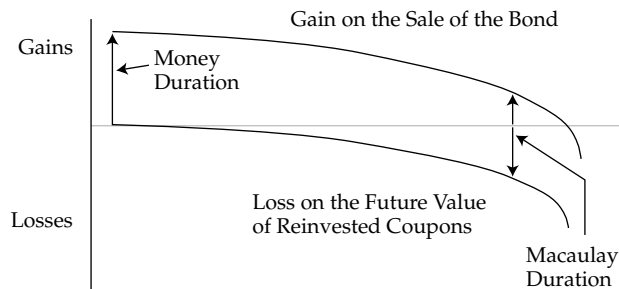 Gain on the Sale of the Bond
Gains
Money
Duration
Loss on the Future Value
of Reinvested Coupons
Losses
Macaulay
Duration